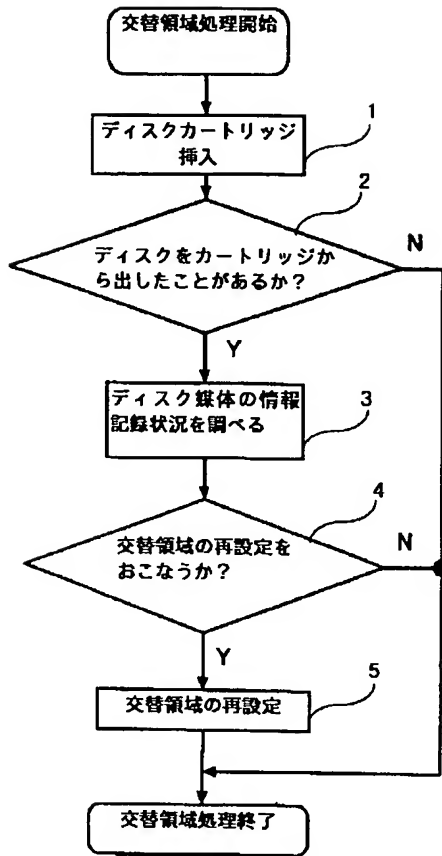 交替領域処理開始
1
ディスクカートリッジ
挿入
2
ディスクをカートリッジか
ら出したことがあるか?
N
Y
3
ディスク媒体の情報
記録状況を調べる
4
交替領域の再設定を
おこなうか?
N
Y
5
交替領域の再設定
交替領域処理終了